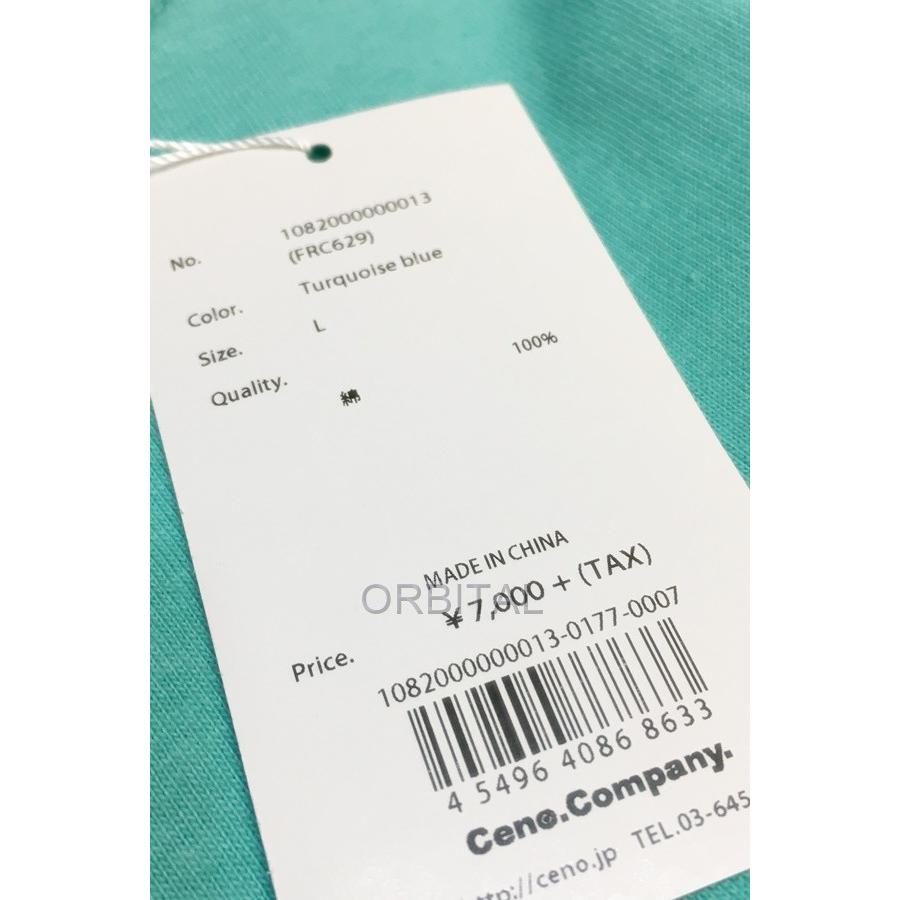 No. 1082000000013
(FRC629)
Color. Turquoise blue
Size. L
Quality. 綿 100%
MADE IN CHINA
Price. ¥7,000 + (TAX)
ORBITAL
1082000000013-0177-0007
4 5496 4086 8633
Ceno.Company.
http://ceno.jp TEL.03-645